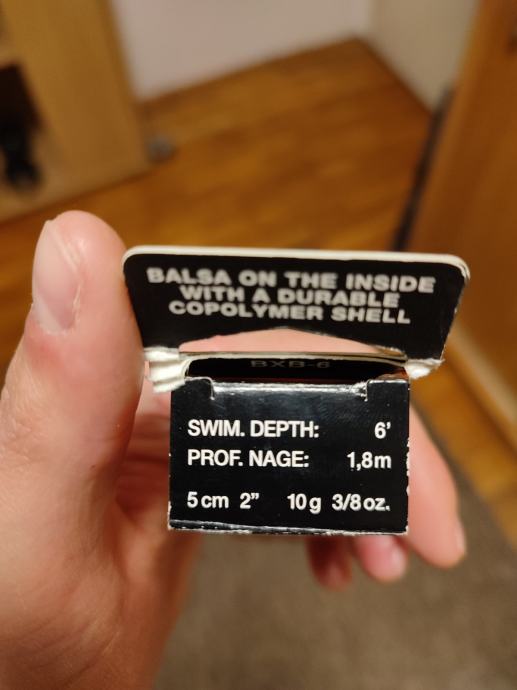 BALSA ON THE INSIDE
WITH A DURABLE
COPOLYMER SHELL
BXB-6
SWIM. DEPTH: 6'
PROF. NAGE: 1,8m
5cm 2" 10g 3/8oz.